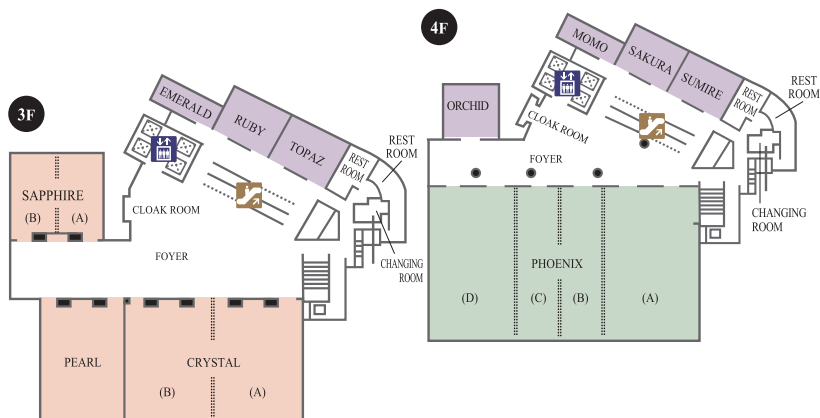 3F
EMERALD
RUBY
TOPAZ
REST
ROOM
REST
ROOM
SAPPHIRE
(B)
(A)
CLOAK ROOM
FOYER
CHANGING
ROOM
PEARL
CRYSTAL
(B)
(A)
4F
MOMO
SAKURA
SUMIRE
REST
ROOM
REST
ROOM
ORCHID
CLOAK ROOM
FOYER
CHANGING
ROOM
PHOENIX
(D)
(C)
(B)
(A)